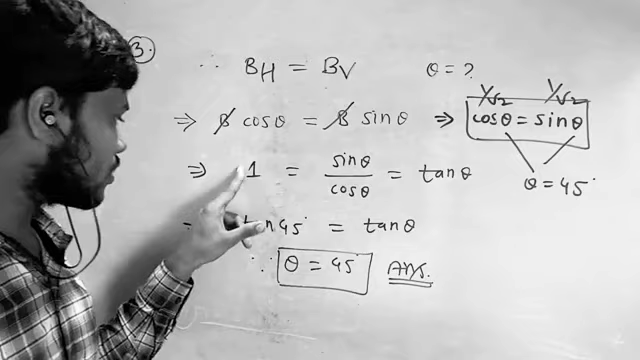 3.
∴ BH = BV θ = ?
⇒ B cosθ = B sinθ ⇒ cosθ = sinθ
1/√2 1/√2
⇒ 1 = sinθ/cosθ = tanθ
θ = 45°
= tan45° = tanθ
∵ θ = 45° Ans.